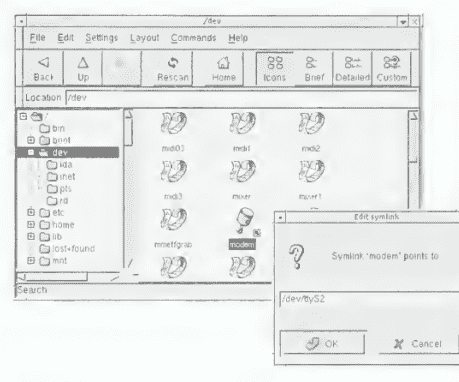 /dev
File Edit Settings Layout Commands Help
Back Up Rescan Home Icons Brief Detailed Custom
Location /dev
/
bin
boot
dev
ida
inet
pts
rd
etc
home
lib
lost+found
mnt
midi03 midi1 midi2
midi3 mixer mixer1
mmetfgrab modem
Search
Edit symlink
Symlink 'modem' points to
/dev/ttyS2
OK Cancel